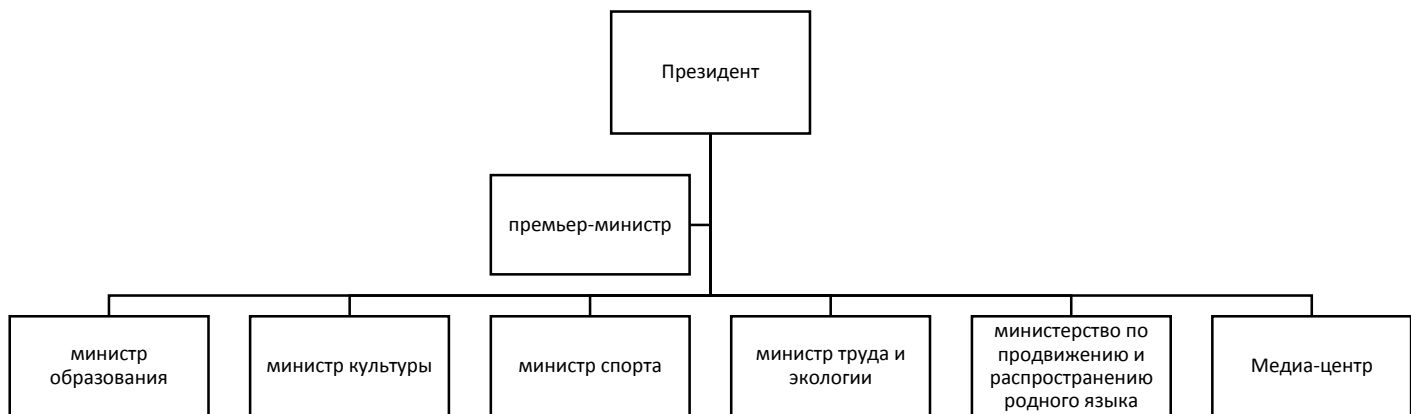 Президент
премьер-министр
министр
образования
министр культуры
министр спорта
министр труда и
экологии
министерство по
продвижению и
распространению
родного языка
Медиа-центр